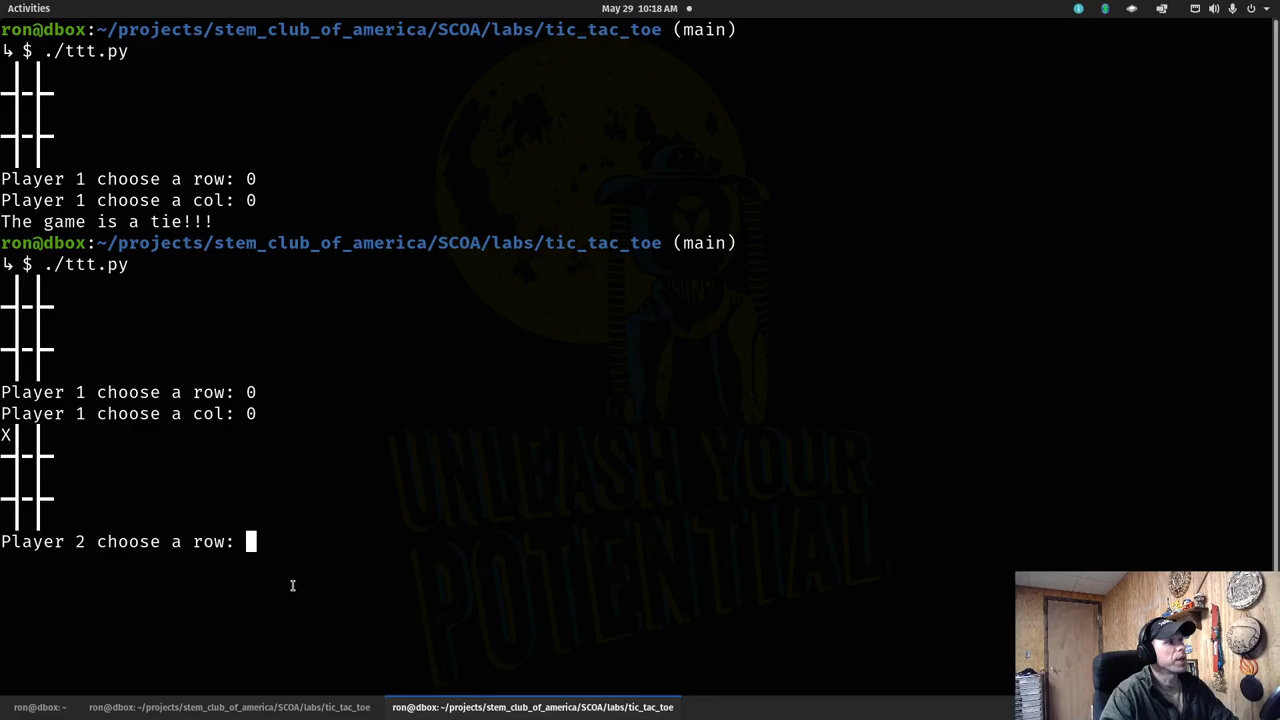 Activities
May 29 10:18 AM
ron@dbox:~/projects/stem_club_of_america/SCOA/labs/tic_tac_toe (main)
↳ $ ./ttt.py
Player 1 choose a row: 0
Player 1 choose a col: 0
The game is a tie!!!
ron@dbox:~/projects/stem_club_of_america/SCOA/labs/tic_tac_toe (main)
↳ $ ./ttt.py
Player 1 choose a row: 0
Player 1 choose a col: 0
X
Player 2 choose a row:
UNLEASH YOUR
POTENTIAL
ron@dbox: ~
ron@dbox: ~/projects/stem_club_of_america/SCOA/labs/tic_tac_toe
ron@dbox: ~/projects/stem_club_of_america/SCOA/labs/tic_tac_toe